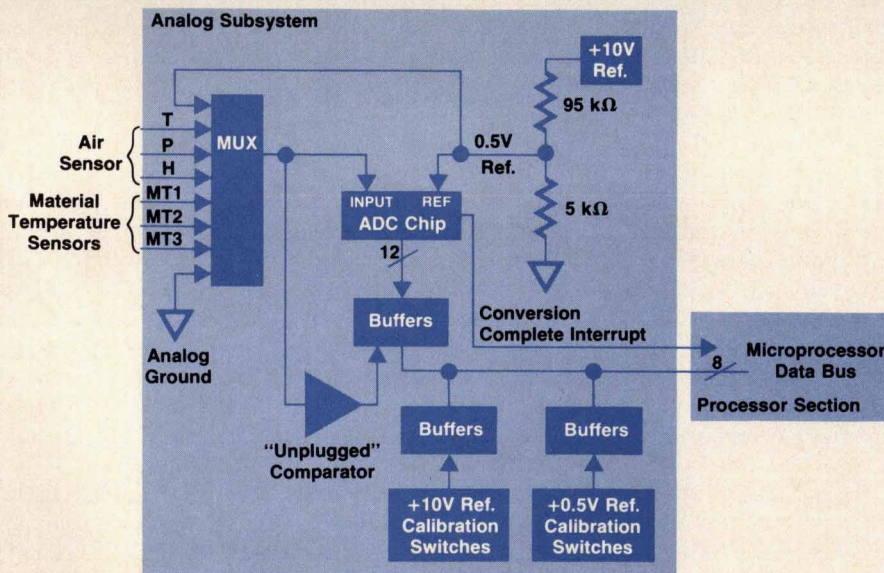 Analog Subsystem
+10V
Ref.
95 kΩ
T
P
H
Air
Sensor
MUX
0.5V
Ref.
MT1
MT2
MT3
Material
Temperature
Sensors
INPUT REF
ADC Chip
5 kΩ
12
Buffers
Conversion
Complete Interrupt
Analog
Ground
8
Microprocessor
Data Bus
Processor Section
"Unplugged"
Comparator
Buffers
Buffers
+10V Ref.
Calibration
Switches
+0.5V Ref.
Calibration
Switches